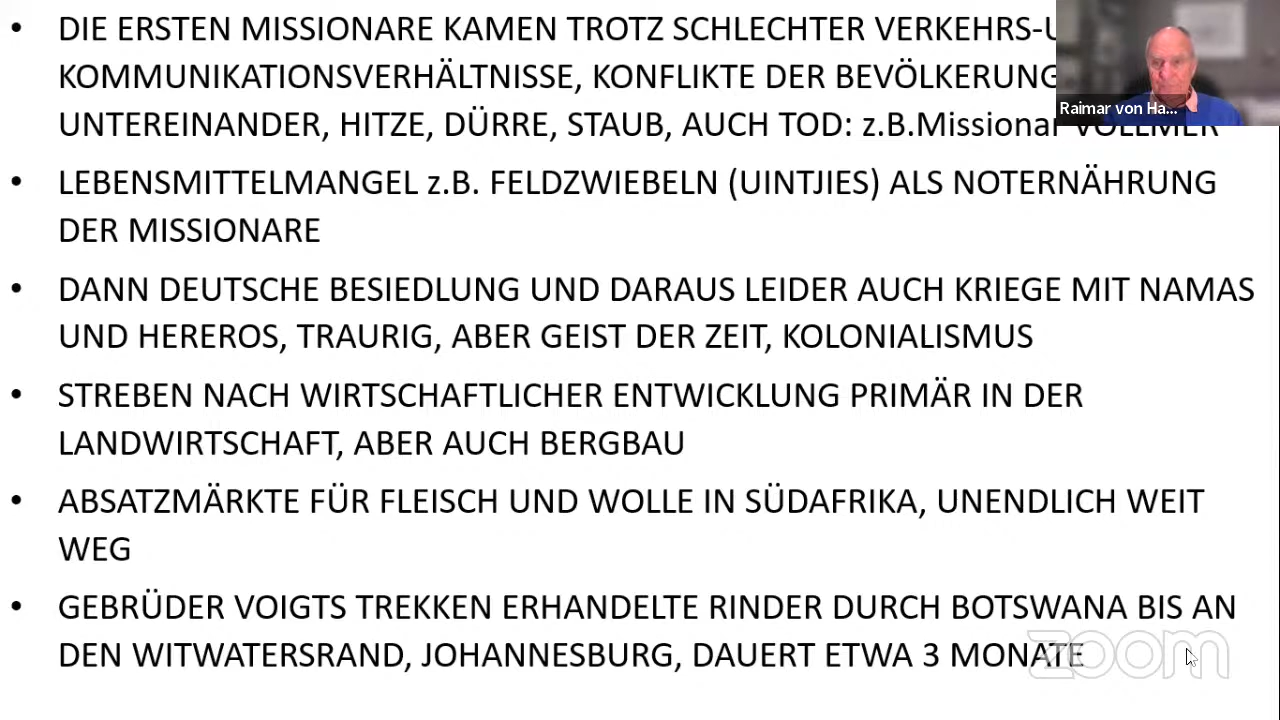 • DIE ERSTEN MISSIONARE KAMEN TROTZ SCHLECHTER VERKEHRS-
KOMMUNIKATIONSVERHÄLTNISSE, KONFLIKTE DER BEVÖLKERUNG
UNTEREINANDER, HITZE, DÜRRE, STAUB, AUCH TOD: z.B.Missionar VOLLMER
• LEBENSMITTELMANGEL z.B. FELDZWIEBELN (UINTJIES) ALS NOTERNÄHRUNG
DER MISSIONARE
• DANN DEUTSCHE BESIEDLUNG UND DARAUS LEIDER AUCH KRIEGE MIT NAMAS
UND HEREROS, TRAURIG, ABER GEIST DER ZEIT, KOLONIALISMUS
• STREBEN NACH WIRTSCHAFTLICHER ENTWICKLUNG PRIMÄR IN DER
LANDWIRTSCHAFT, ABER AUCH BERGBAU
• ABSATZMÄRKTE FÜR FLEISCH UND WOLLE IN SÜDAFRIKA, UNENDLICH WEIT
WEG
• GEBRÜDER VOIGTS TREKKEN ERHANDELTE RINDER DURCH BOTSWANA BIS AN
DEN WITWATERSRAND, JOHANNESBURG, DAUERT ETWA 3 MONATE
Raimar von Ha...
zoom